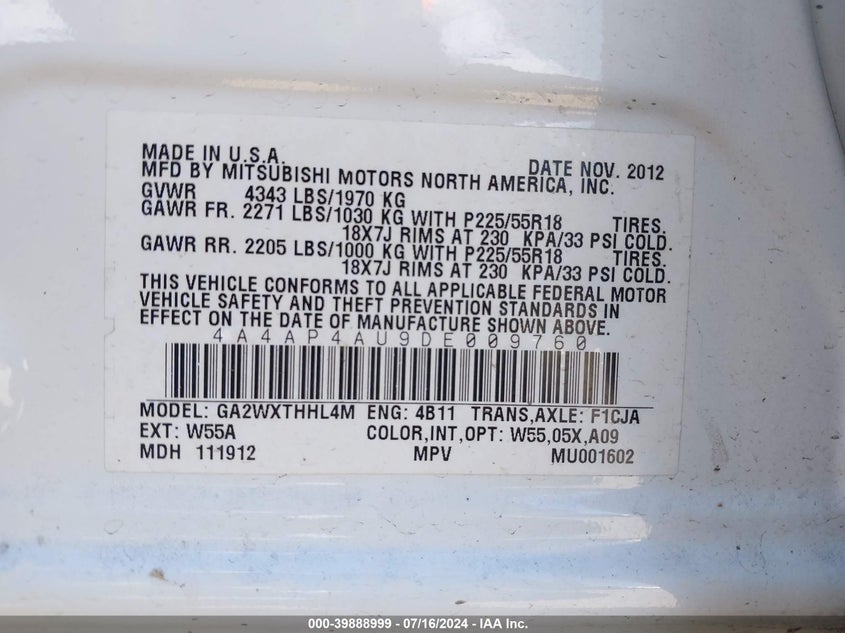 MADE IN U.S.A. DATE NOV. 2012
MFD BY MITSUBISHI MOTORS NORTH AMERICA, INC.
GVWR 4343 LBS/1970 KG
GAWR FR. 2271 LBS/1030 KG WITH P225/55R18 TIRES.
18X7J RIMS AT 230 KPA/33 PSI COLD.
GAWR RR. 2205 LBS/1000 KG WITH P225/55R18 TIRES.
18X7J RIMS AT 230 KPA/33 PSI COLD.
THIS VEHICLE CONFORMS TO ALL APPLICABLE FEDERAL MOTOR
VEHICLE SAFETY AND THEFT PREVENTION STANDARDS IN
EFFECT ON THE DATE OF MANUFACTURE SHOWN ABOVE.
4A4AP4AU9DE009760
MODEL: GA2WXTHHL4M ENG: 4B11 TRANS,AXLE: F1CJA
EXT: W55A COLOR,INT,OPT: W55,05X,A09
MDH 111912 MPV MU001602
000-39888999 - 07/16/2024 - IAA Inc.